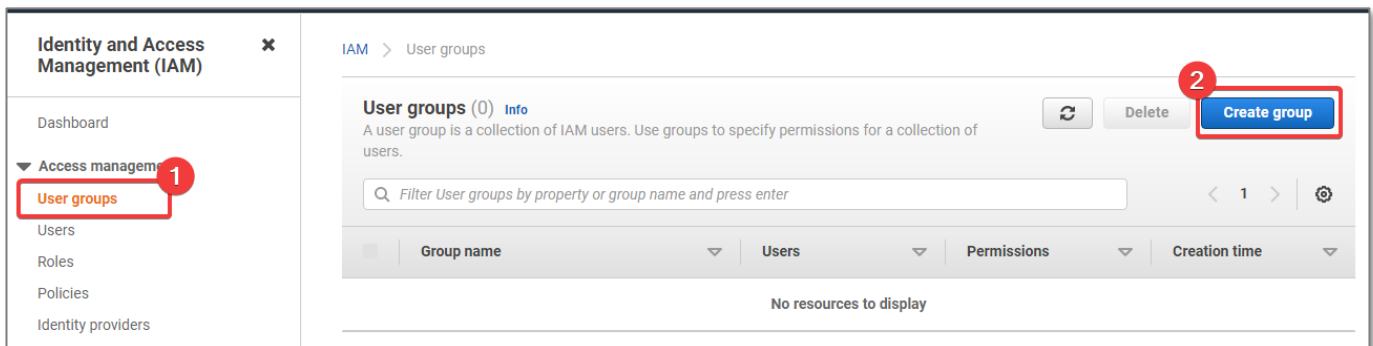 Identity and Access
Management (IAM)
Dashboard
Access manageme
1
User groups
Users
Roles
Policies
Identity providers
IAM > User groups
2
User groups (0) Info
A user group is a collection of IAM users. Use groups to specify permissions for a collection of
users.
Delete
Create group
Filter User groups by property or group name and press enter
< 1 >
Group name
Users
Permissions
Creation time
No resources to display